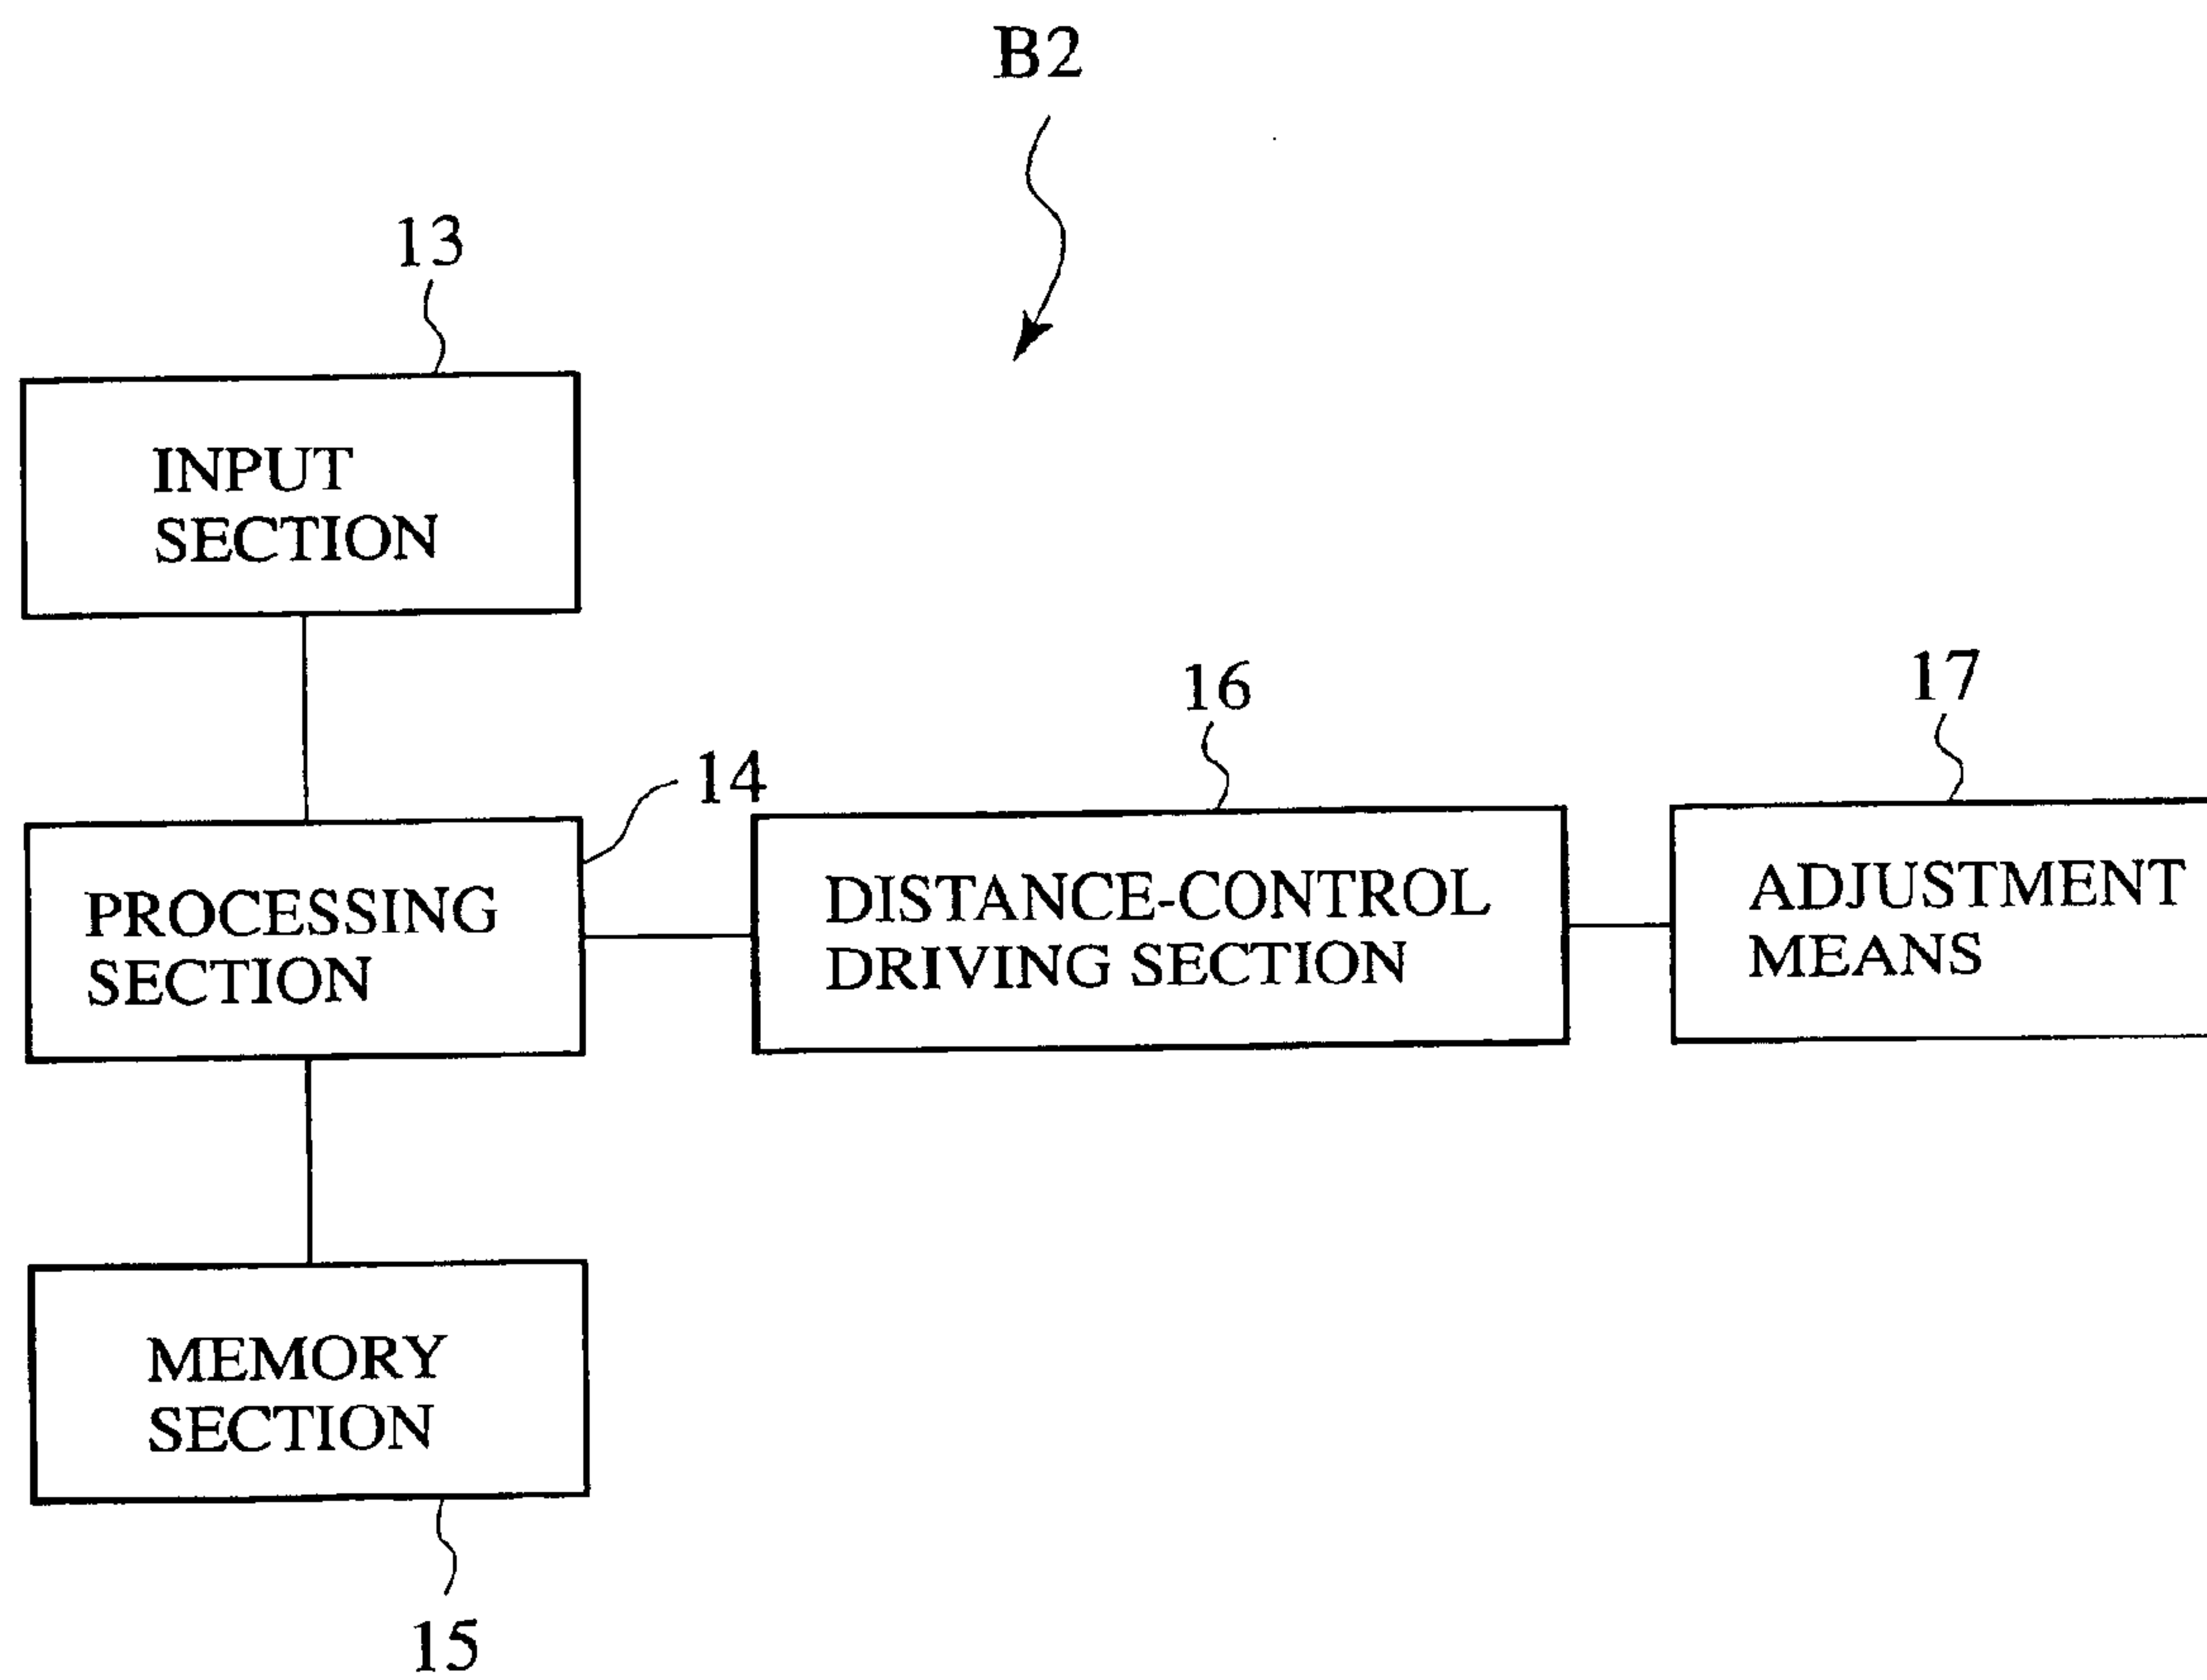 B2
13
INPUT
SECTION
14
PROCESSING
SECTION
16
DISTANCE-CONTROL
DRIVING SECTION
17
ADJUSTMENT
MEANS
MEMORY
SECTION
15